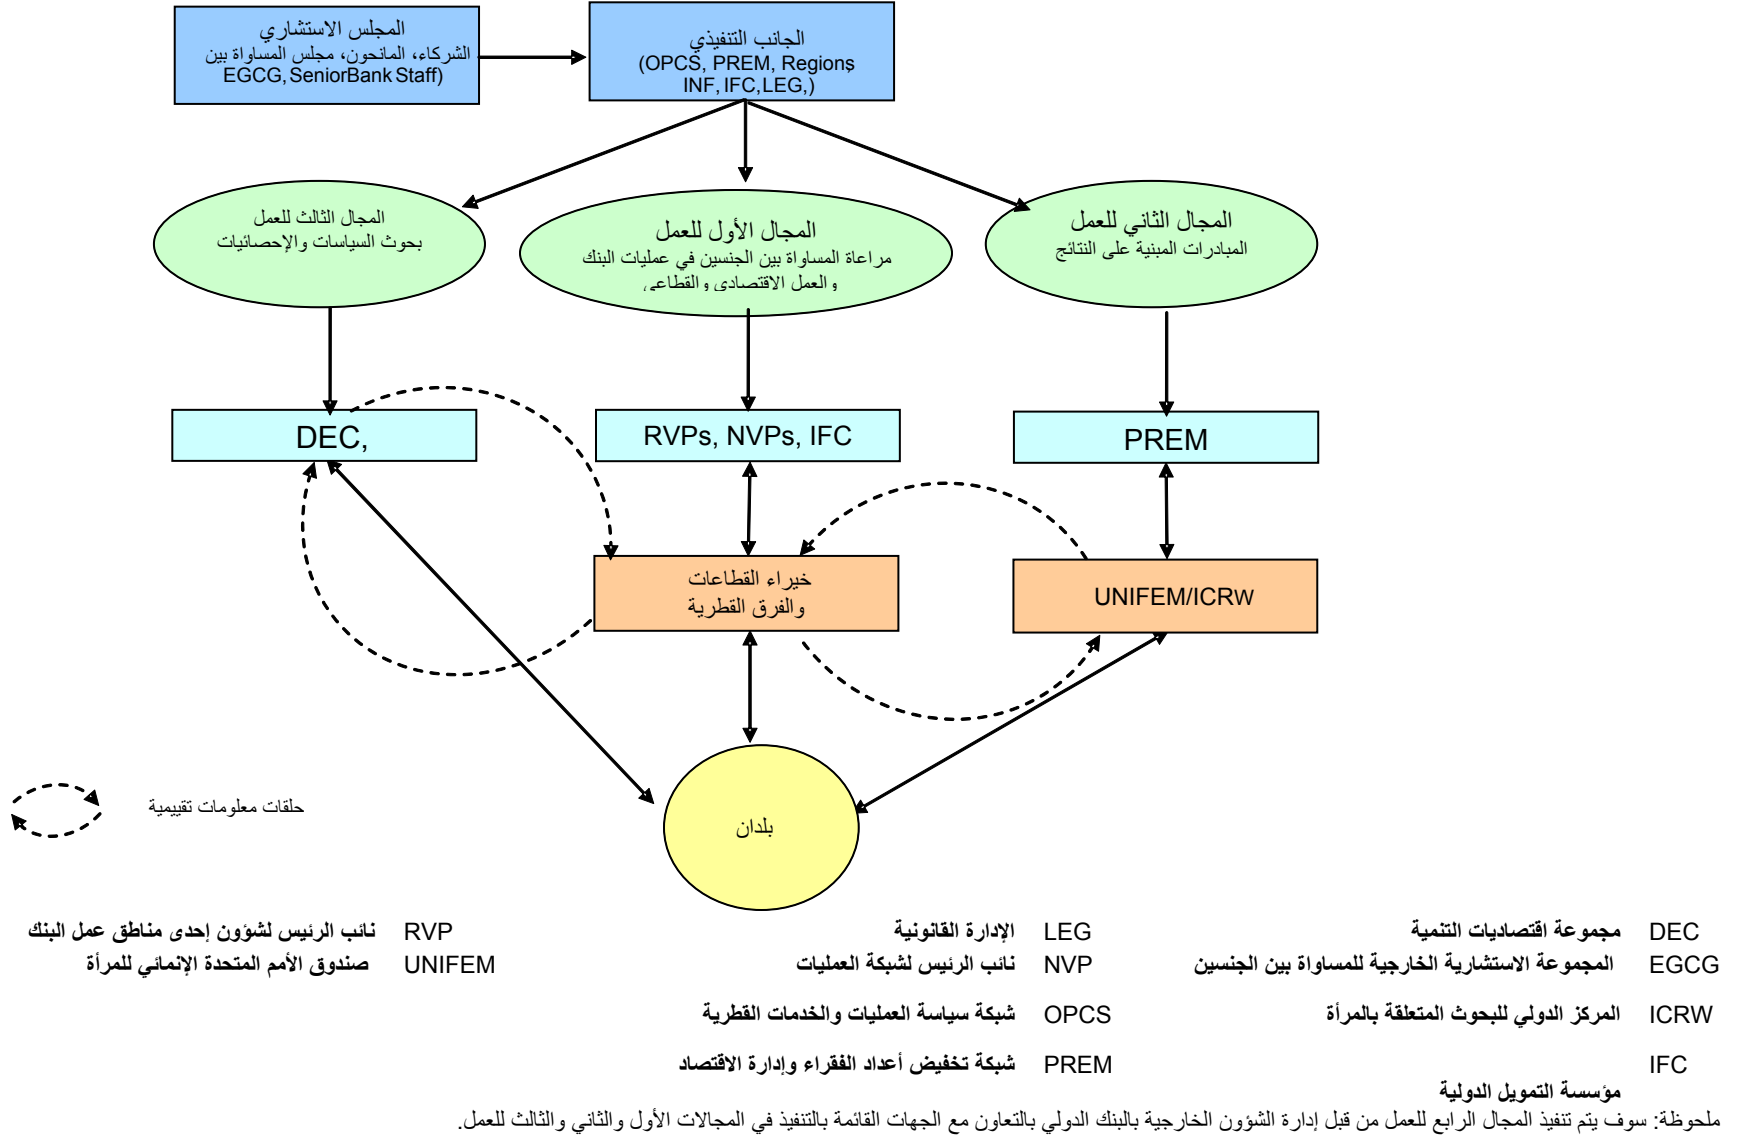 المجلس الاستشاري
الشركاء، المانحون، مجلس المساواة بين
EGCG, SeniorBank Staff)
الجانب التنفيذي
(OPCS, PREM, Regions,
INF, IFC,LEG,)
المجال الثاني للعمل
المبادرات المبنية على النتائج
المجال الأول للعمل
مراعاة المساواة بين الجنسين في عمليات البنك
والعمل الاقتصادي والقطاعي
المجال الثالث للعمل
بحوث السياسات والإحصائيات
PREM
RVPs, NVPs, IFC
DEC,
UNIFEM/ICRW
خيراء القطاعات
والفرق القطرية
بلدان
حلقات معلومات تقييمية
DEC مجموعة اقتصاديات التنمية
EGCG المجموعة الاستشارية الخارجية للمساواة بين الجنسين
ICRW المركز الدولي للبحوث المتعلقة بالمرأة
IFC
مؤسسة التمويل الدولية
LEG الإدارة القانونية
NVP نائب الرئيس لشبكة العمليات
OPCS شبكة سياسة العمليات والخدمات القطرية
PREM شبكة تخفيض أعداد الفقراء وإدارة الاقتصاد
RVP نائب الرئيس لشؤون إحدى مناطق عمل البنك
UNIFEM صندوق الأمم المتحدة الإنمائي للمرأة
ملحوظة: سوف يتم تنفيذ المجال الرابع للعمل من قبل إدارة الشؤون الخارجية بالبنك الدولي بالتعاون مع الجهات القائمة بالتنفيذ في المجالات الأول والثاني والثالث للعمل.